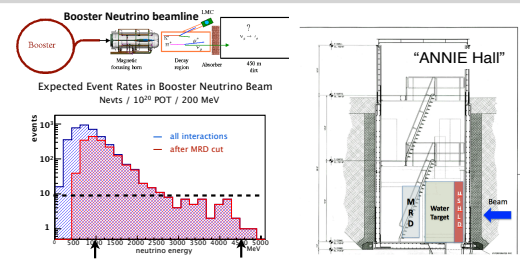 Booster Neutrino beamline
LMC
Booster
Magnetic
focusing horn
Decay
region
Absorber
450 m
dirt
?
Expected Event Rates in Booster Neutrino Beam
Nevts / 10²⁰ POT / 200 MeV
events
10³
10²
10
1
all interactions
after MRD cut
0 500 1000 1500 2000 2500 3000 3500 4000 4500 5000
neutrino energy
MeV
"ANNIE Hall"
M
R
D
Water
Target
μ
S
H
L
D
Beam